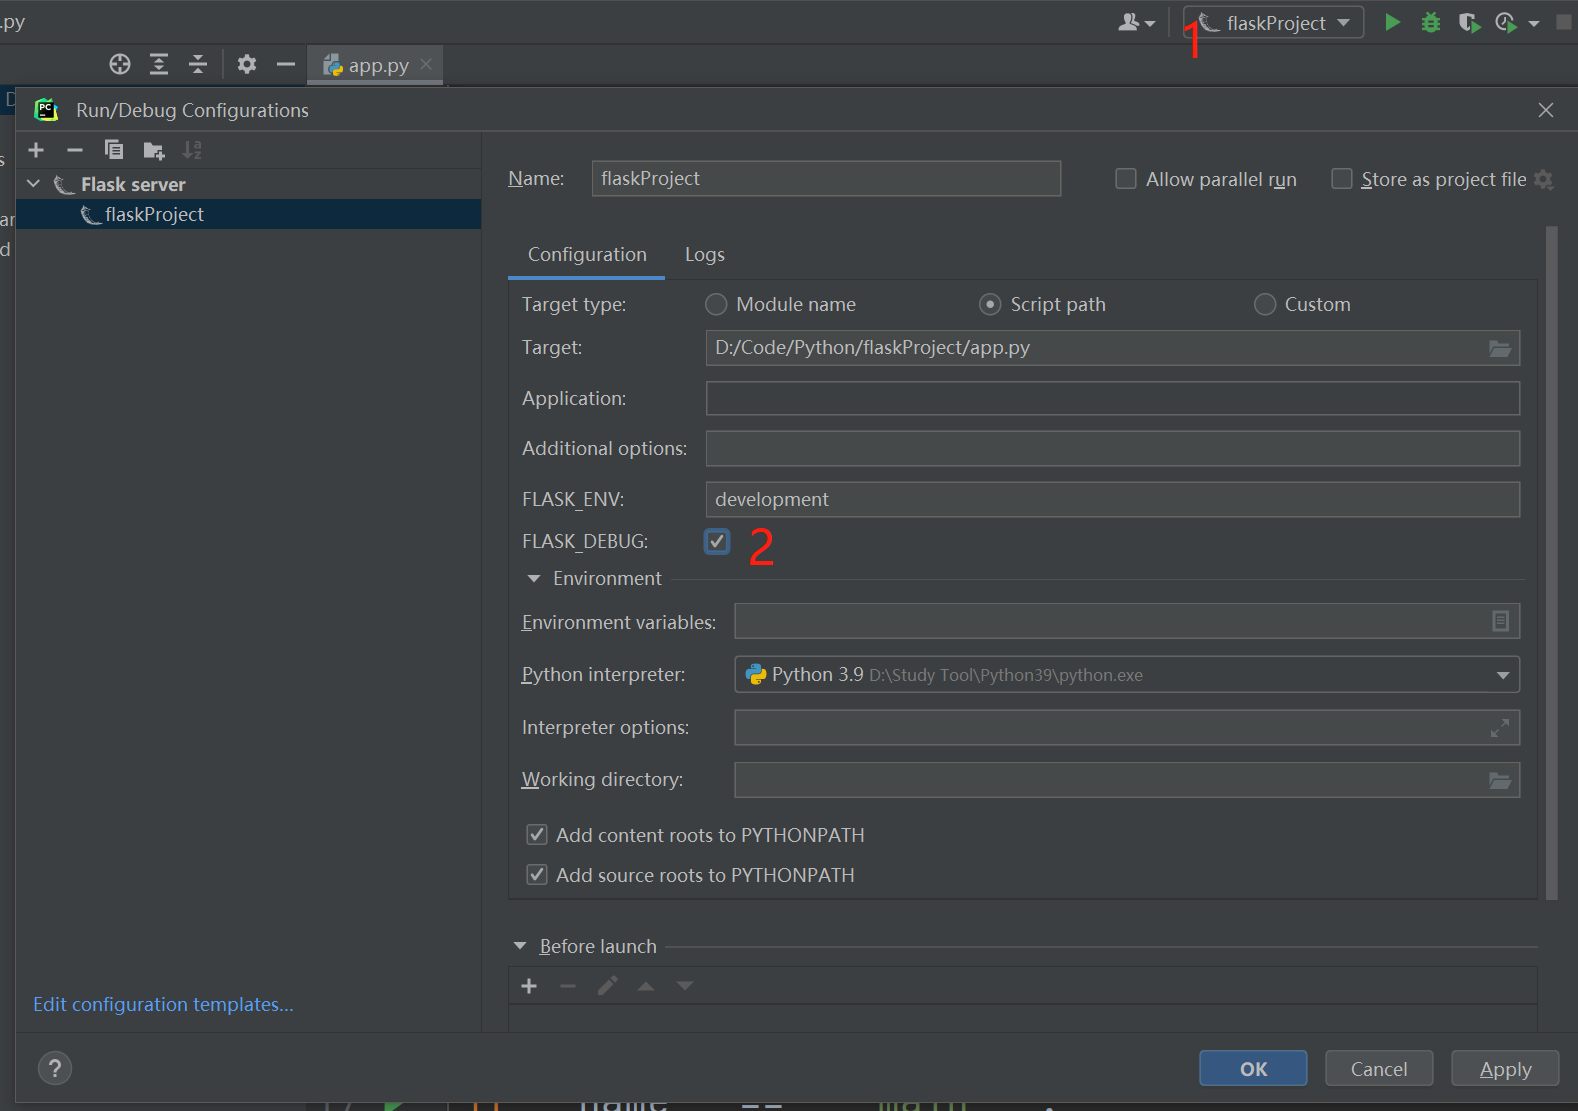 .py
1
flaskProject
app.py
D
PC
Run/Debug Configurations
s
ar
d
Flask server
flaskProject
Name:
flaskProject
Allow parallel run
Store as project file
Configuration
Logs
Target type:
Module name
Script path
Custom
Target:
D:/Code/Python/flaskProject/app.py
Application:
Additional options:
FLASK_ENV:
development
FLASK_DEBUG:
2
Environment
Environment variables:
Python interpreter:
Python 3.9 D:\Study Tool\Python39\python.exe
Interpreter options:
Working directory:
Add content roots to PYTHONPATH
Add source roots to PYTHONPATH
Before launch
Edit configuration templates...
?
OK
Cancel
Apply